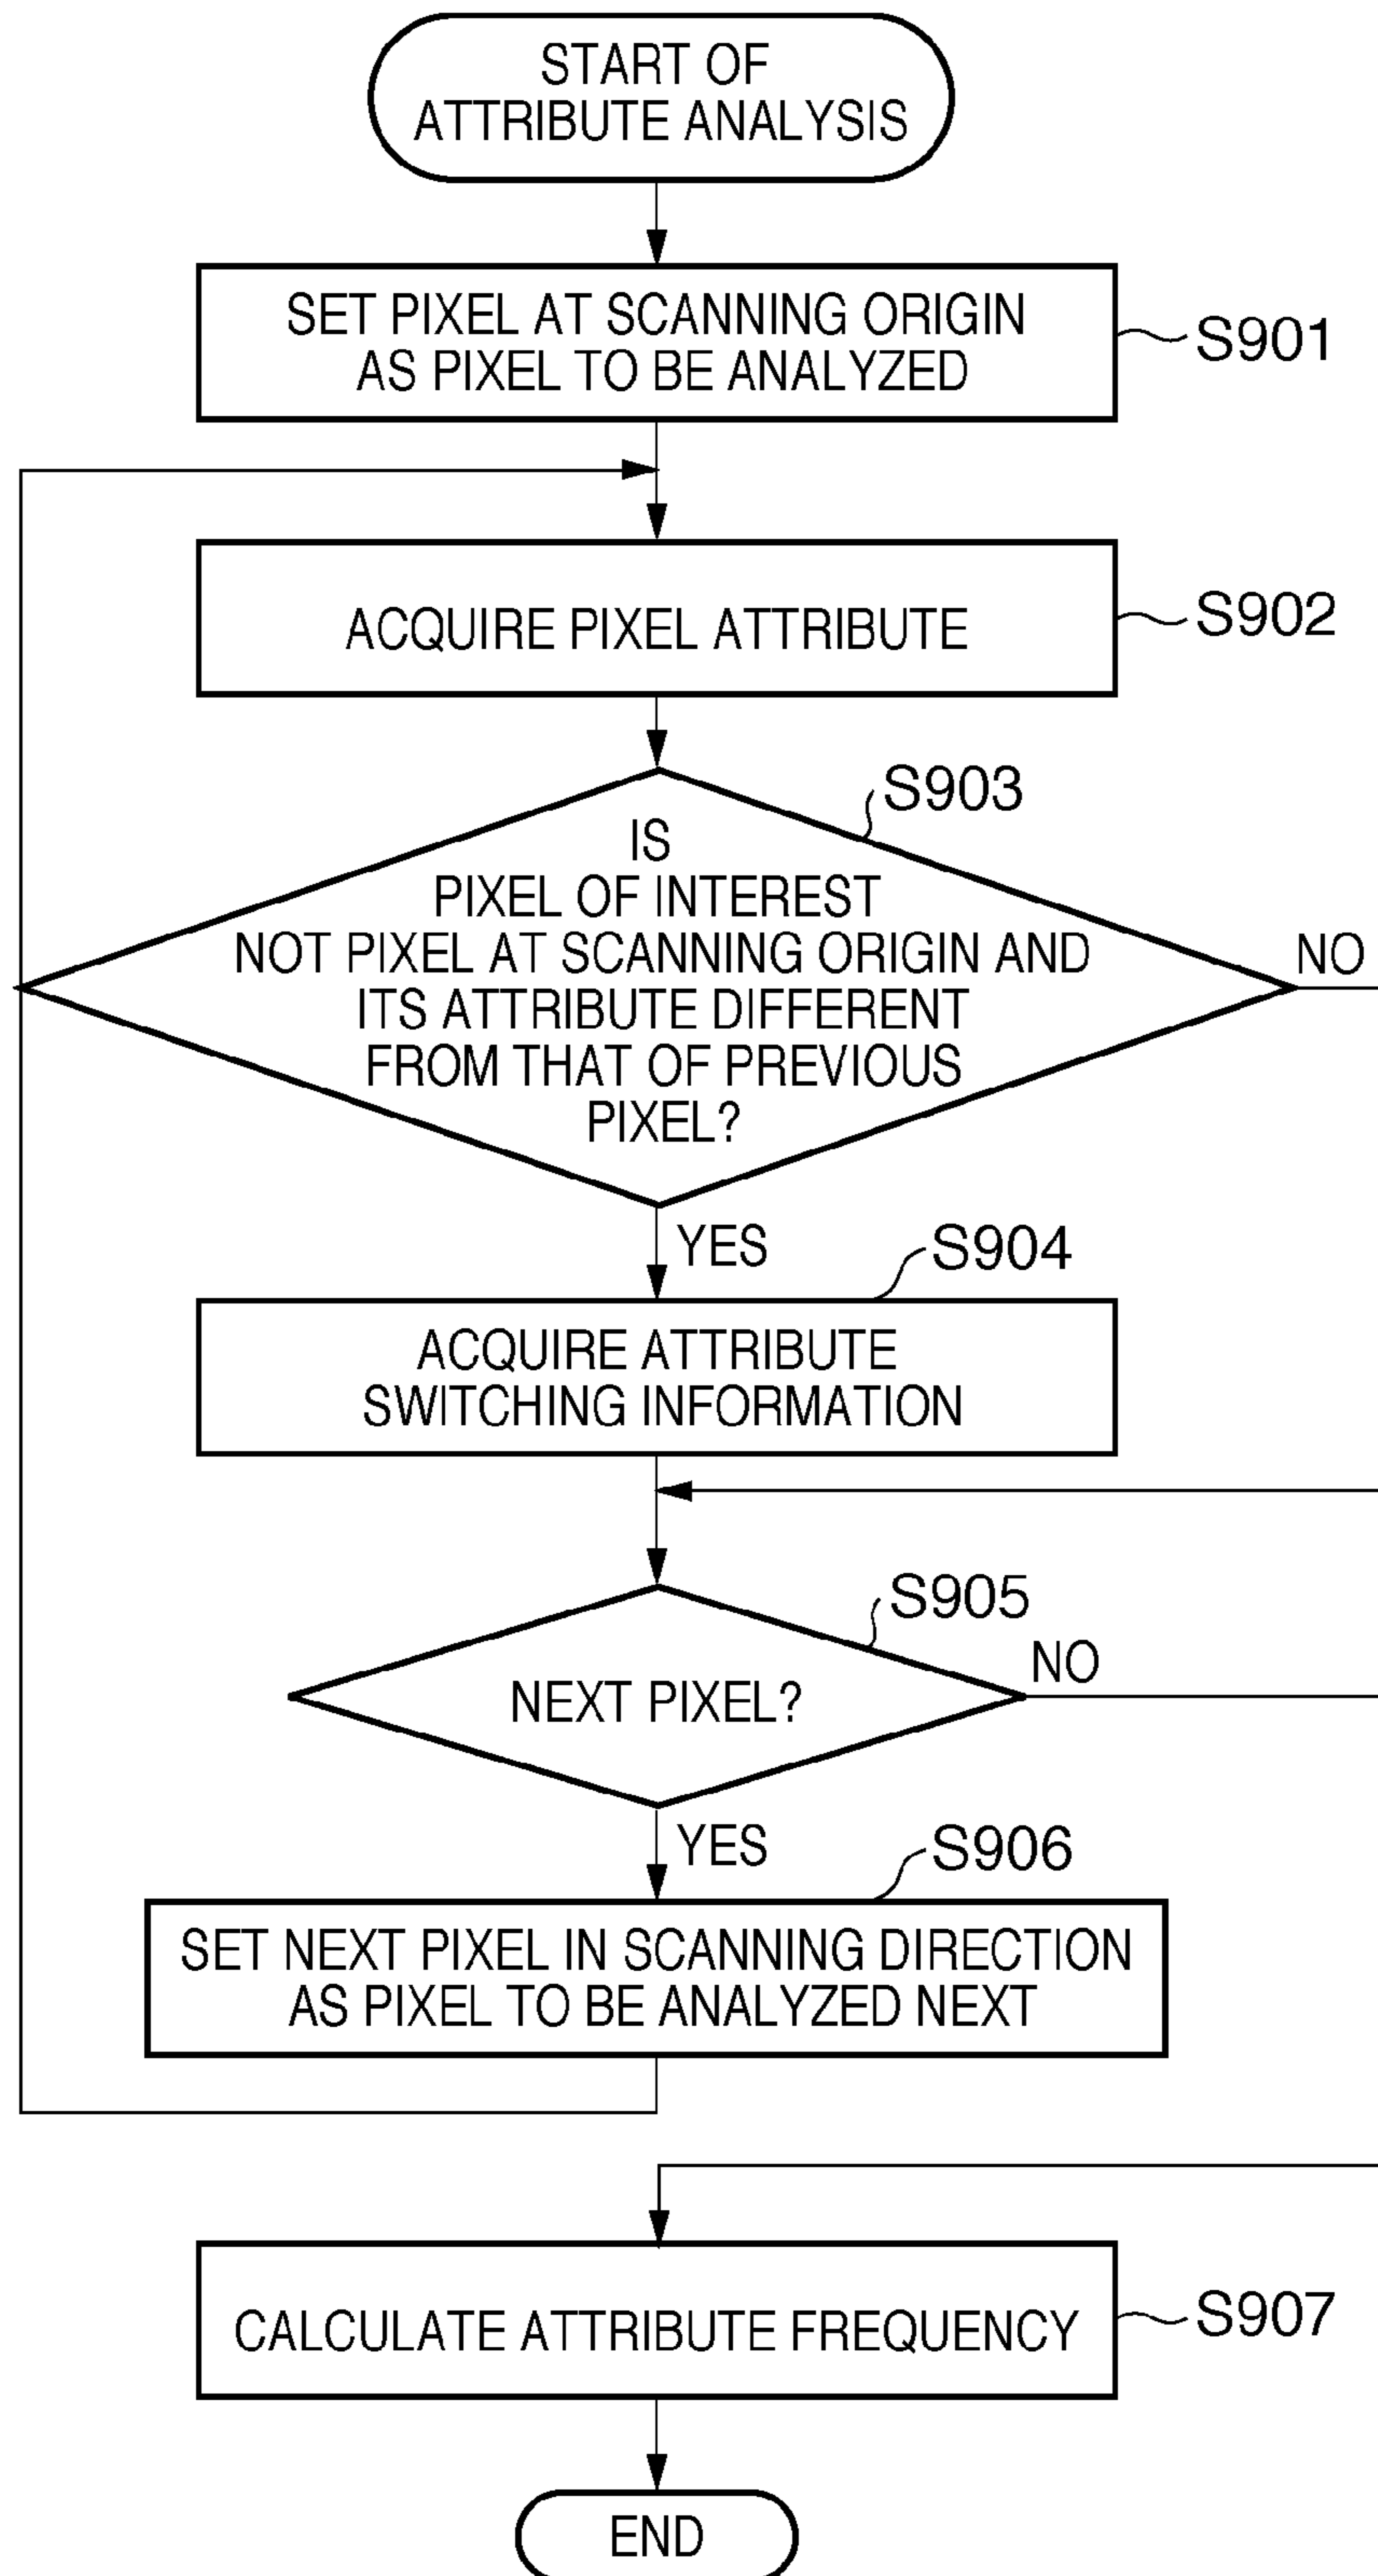 START OF
ATTRIBUTE ANALYSIS
SET PIXEL AT SCANNING ORIGIN
AS PIXEL TO BE ANALYZED
S901
ACQUIRE PIXEL ATTRIBUTE
S902
S903
IS
PIXEL OF INTEREST
NOT PIXEL AT SCANNING ORIGIN AND
ITS ATTRIBUTE DIFFERENT
FROM THAT OF PREVIOUS
PIXEL?
NO
YES
S904
ACQUIRE ATTRIBUTE
SWITCHING INFORMATION
S905
NEXT PIXEL?
NO
YES
S906
SET NEXT PIXEL IN SCANNING DIRECTION
AS PIXEL TO BE ANALYZED NEXT
CALCULATE ATTRIBUTE FREQUENCY
S907
END